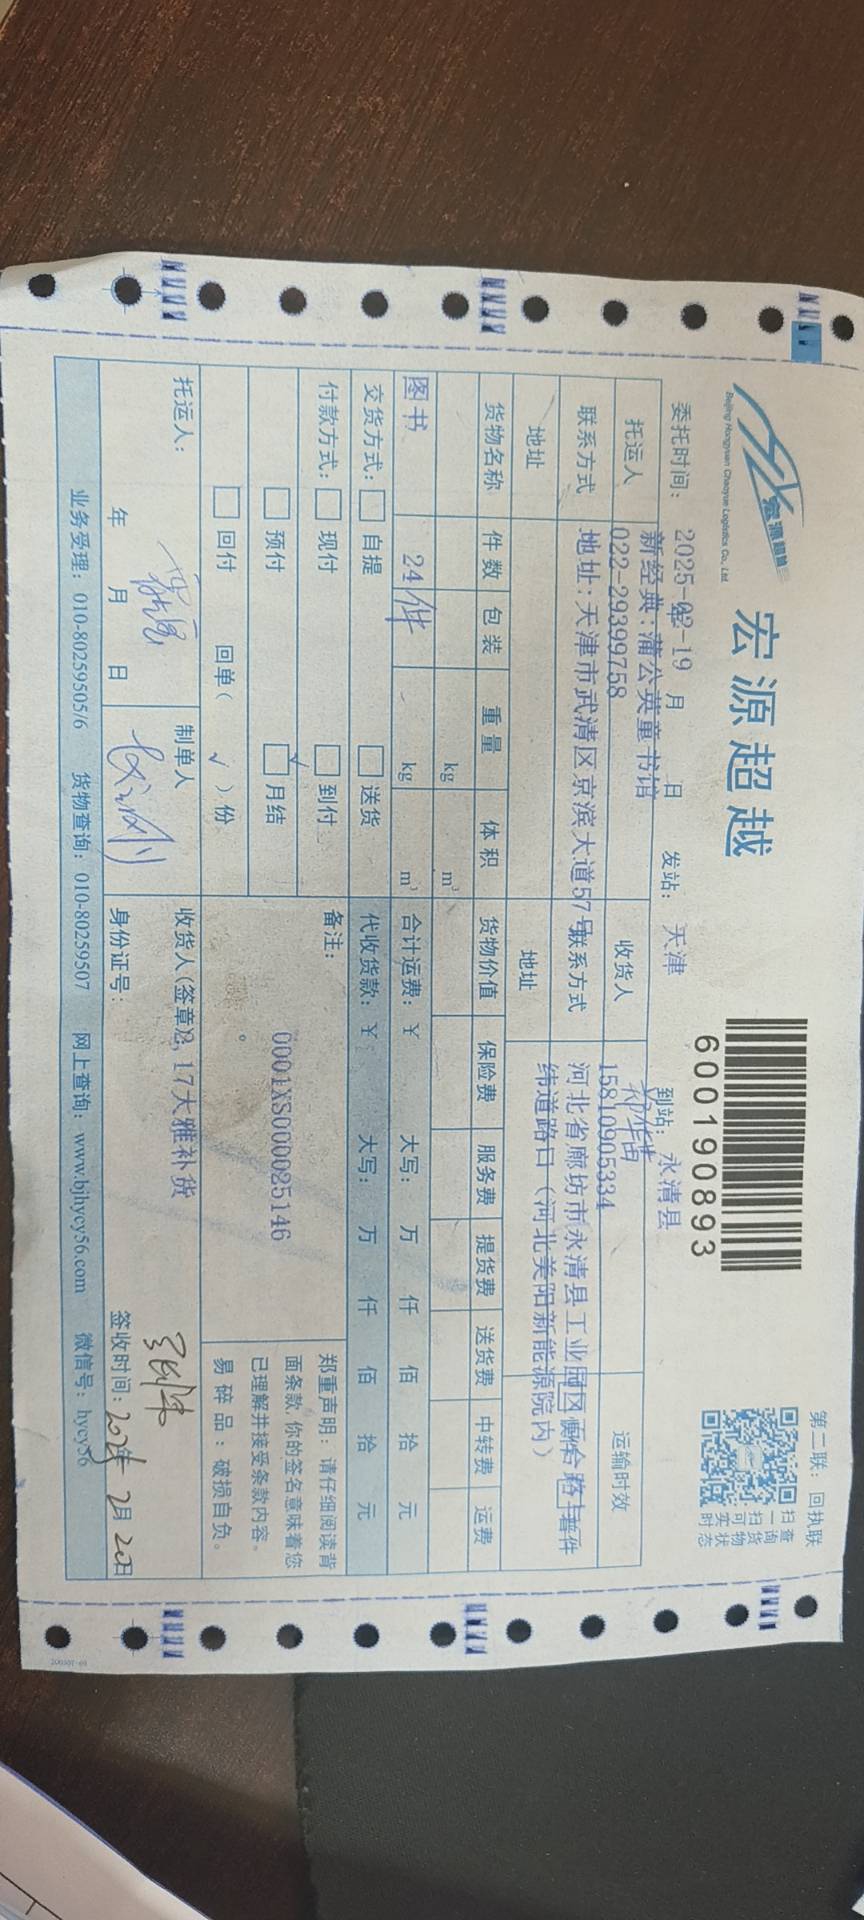 宏源超越
Beijing Hongyuan Chaoyue Logistics Co., Ltd
宏源超越
600190893
第二联：回执联
扫一扫可实时
查询货物状态
委托时间： 2025-02-19 年 月 日 发站： 天津 到站： 永清县
托运人 新经典：蒲公英童书馆 收货人 运输时效
联系方式 022-29399758 联系方式 15810905334
地址 地址：天津市武清区京滨大道57号 地址 河北省廊坊市永清县工业园区
纬道路口（河北美阳新能源院内）
普件
货物名称 件数 包装 重量 体积 货物价值 保险费 服务费 提货费 送货费 中转费 运费
kg m³
图书 24件 kg m³ 合计运费：￥ 大写： 万 仟 佰 拾 元
交货方式： 自提 送货 代收货款：￥ 大写： 万 仟 佰 拾 元
付款方式： 现付 到付 备注：
预付 √ 月结 0001XS000085146
回付 回单（ √ ）份 。
郑重声明：请仔细阅读背
面条款，你的签名意味着您
已理解并接受条款内容。
易碎品：破损自负。
托运人： 制单人 收货人(签章 2，17大雅补货
年 月 日 身份证号： 签收时间：2025年 2月 20日
业务受理：010-80259505/6 货物查询：010-80259507 网上查询：www.bjhycy56.com 微信号：hycy56